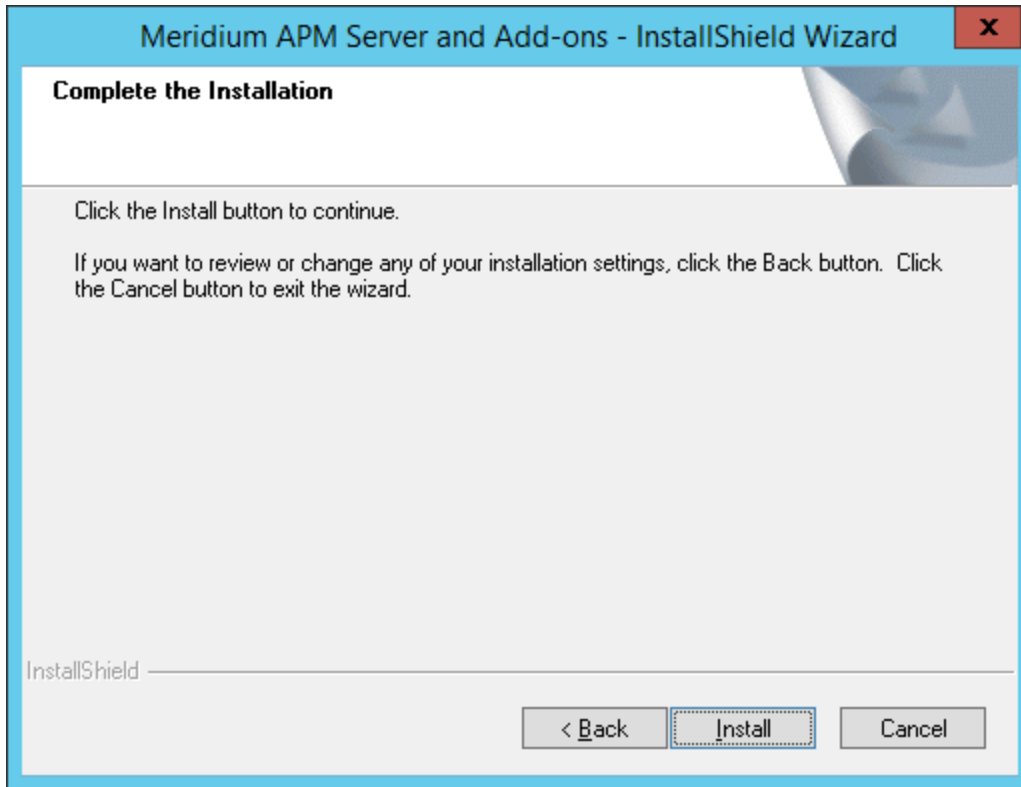 Meridium APM Server and Add-ons - InstallShield Wizard
x
Complete the Installation
Click the Install button to continue.
If you want to review or change any of your installation settings, click the Back button.  Click
the Cancel button to exit the wizard.
InstallShield
< Back
Install
Cancel